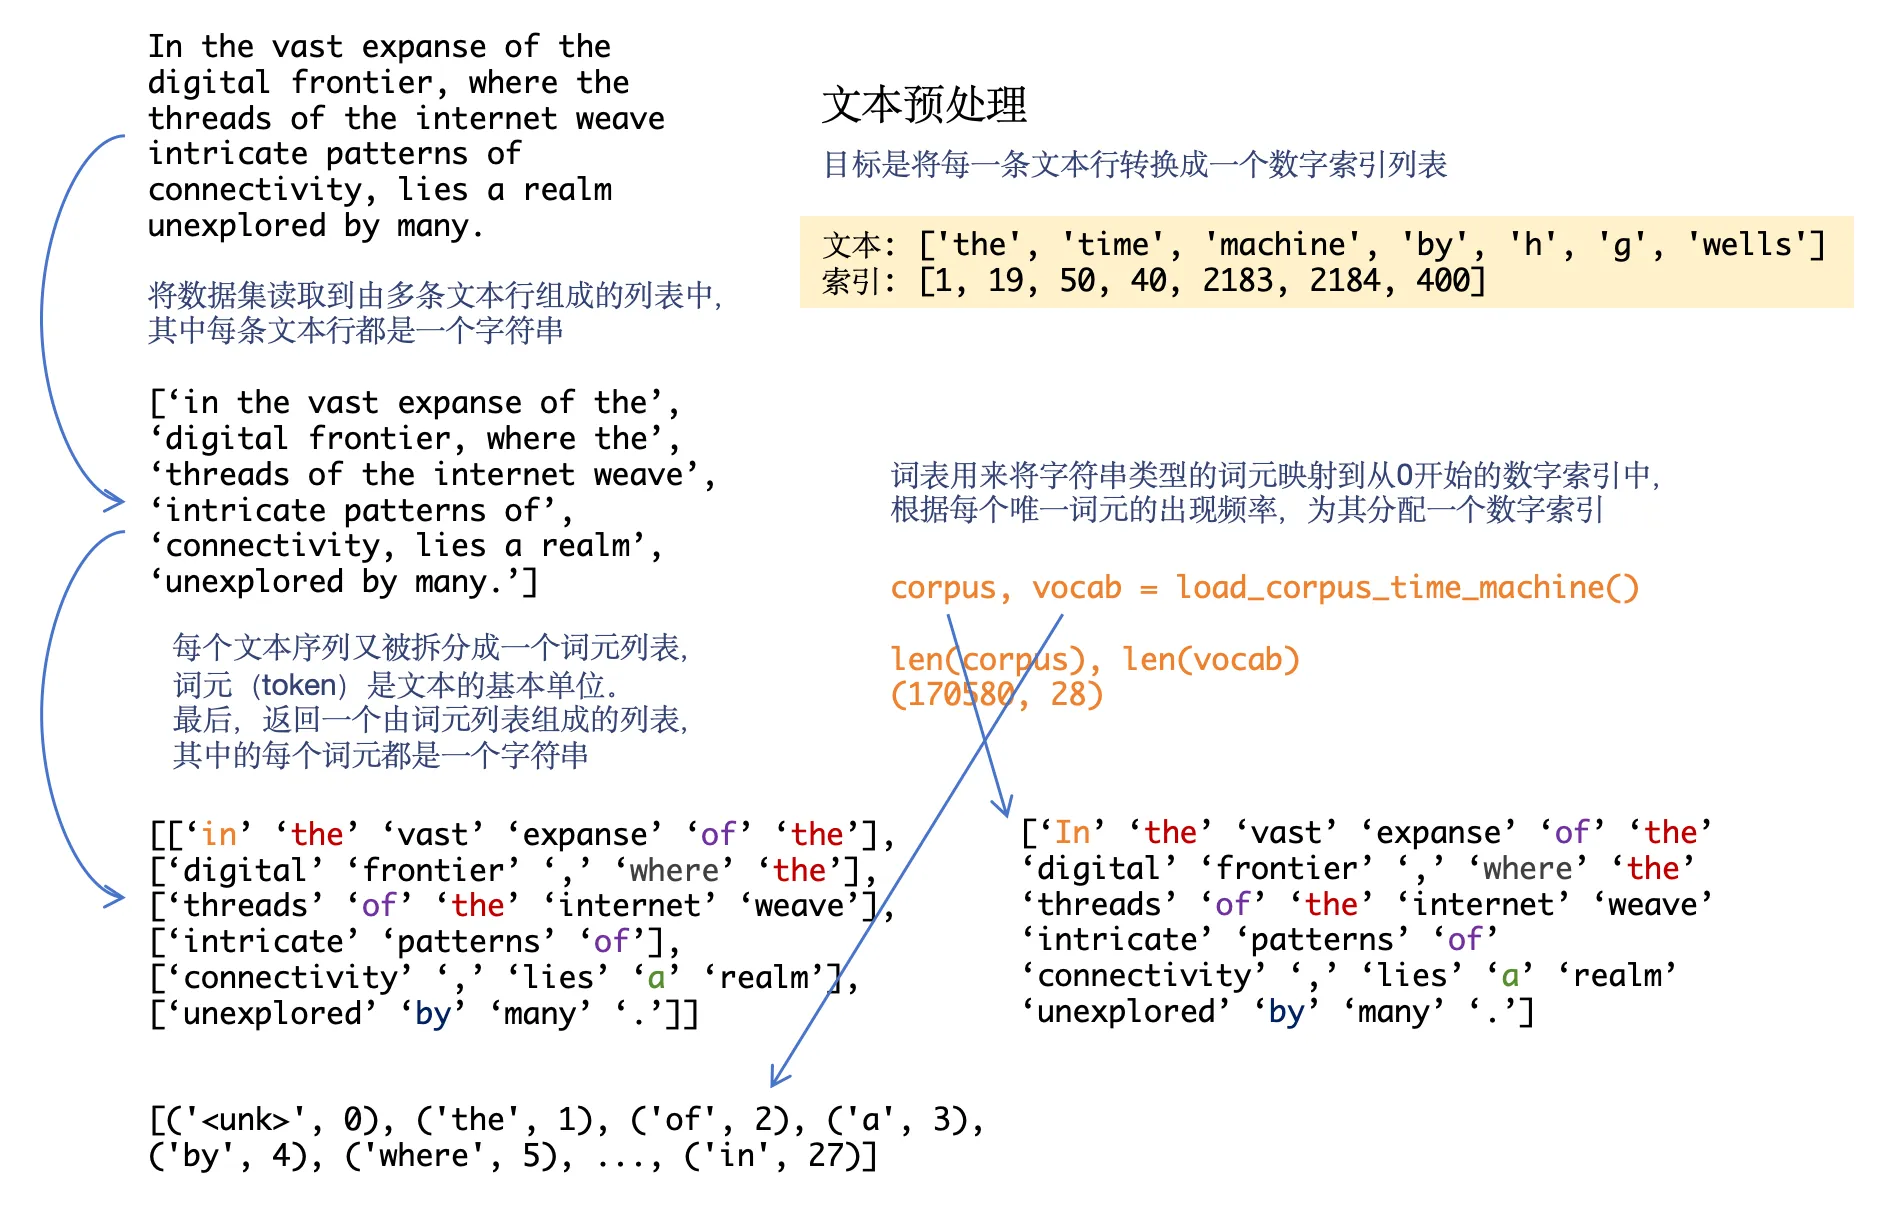 In the vast expanse of the
digital frontier, where the
threads of the internet weave
intricate patterns of
connectivity, lies a realm
unexplored by many.
将数据集读取到由多条文本行组成的列表中，
其中每条文本行都是一个字符串
[‘in the vast expanse of the’,
‘digital frontier, where the’,
‘threads of the internet weave’,
‘intricate patterns of’,
‘connectivity, lies a realm’,
‘unexplored by many.’]
每个文本序列又被拆分成一个词元列表，
词元（token）是文本的基本单位。
最后，返回一个由词元列表组成的列表，
其中的每个词元都是一个字符串
[[‘in’ ‘the’ ‘vast’ ‘expanse’ ‘of’ ‘the’],
[‘digital’ ‘frontier’ ‘,’ ‘where’ ‘the’],
[‘threads’ ‘of’ ‘the’ ‘internet’ ‘weave’],
[‘intricate’ ‘patterns’ ‘of’],
[‘connectivity’ ‘,’ ‘lies’ ‘a’ ‘realm’],
[‘unexplored’ ‘by’ ‘many’ ‘.’]]
[('<unk>', 0), ('the', 1), ('of', 2), ('a', 3),
('by', 4), ('where', 5), ..., ('in', 27)]
文本预处理
目标是将每一条文本行转换成一个数字索引列表
文本: ['the', 'time', 'machine', 'by', 'h', 'g', 'wells']
索引: [1, 19, 50, 40, 2183, 2184, 400]
词表用来将字符串类型的词元映射到从0开始的数字索引中，
根据每个唯一词元的出现频率，为其分配一个数字索引
corpus, vocab = load_corpus_time_machine()
len(corpus), len(vocab)
(170580, 28)
[‘In’ ‘the’ ‘vast’ ‘expanse’ ‘of’ ‘the’
‘digital’ ‘frontier’ ‘,’ ‘where’ ‘the’
‘threads’ ‘of’ ‘the’ ‘internet’ ‘weave’
‘intricate’ ‘patterns’ ‘of’
‘connectivity’ ‘,’ ‘lies’ ‘a’ ‘realm’
‘unexplored’ ‘by’ ‘many’ ‘.’]